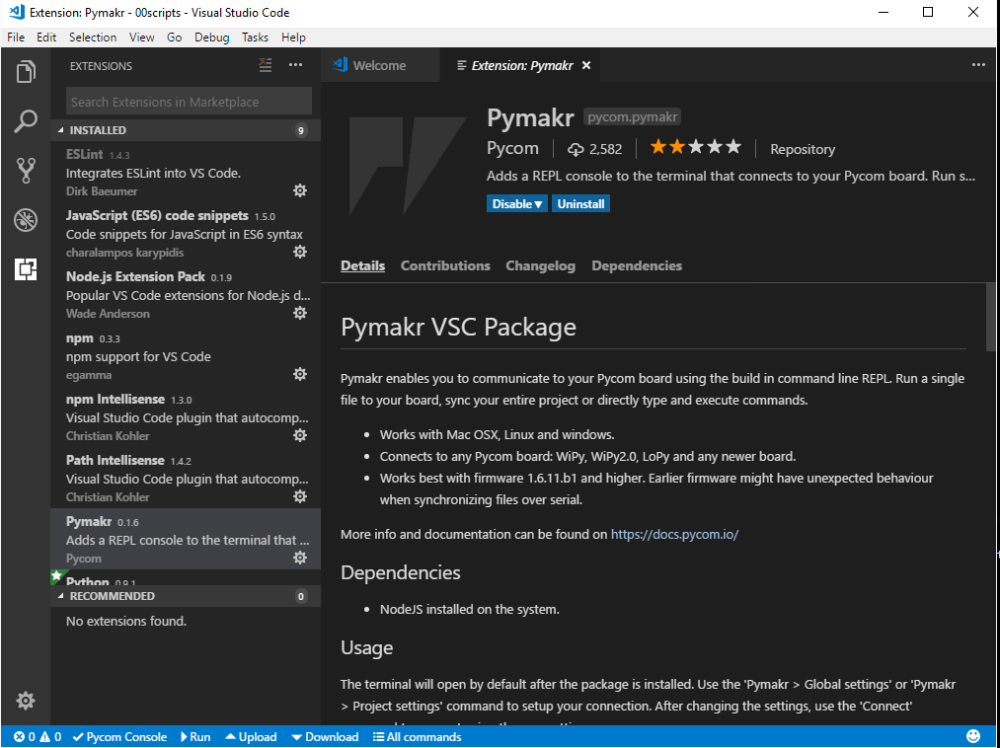 Extension: Pymakr - 00scripts - Visual Studio Code
File Edit Selection View Go Debug Tasks Help
EXTENSIONS
Search Extensions in Marketplace
INSTALLED 9
ESLint 1.4.3
Integrates ESLint into VS Code.
Dirk Baeumer
JavaScript (ES6) code snippets 1.5.0
Code snippets for JavaScript in ES6 syntax
charalampos karypidis
Node.js Extension Pack 0.1.9
Popular VS Code extensions for Node.js d...
Wade Anderson
npm 0.3.3
npm support for VS Code
egamma
npm Intellisense 1.3.0
Visual Studio Code plugin that autocomp...
Christian Kohler
Path Intellisense 1.4.2
Visual Studio Code plugin that autocomp...
Christian Kohler
Pymakr 0.1.6
Adds a REPL console to the terminal that ...
Pycom
Python 0.9.1
RECOMMENDED 0
No extensions found.
Welcome Extension: Pymakr
Pymakr pycom.pymakr
Pycom 2,582 Repository
Adds a REPL console to the terminal that connects to your Pycom board. Run s...
Disable Uninstall
Details Contributions Changelog Dependencies
Pymakr VSC Package
Pymakr enables you to communicate to your Pycom board using the build in command line REPL. Run a single
file to your board, sync your entire project or directly type and execute commands.
• Works with Mac OSX, Linux and windows.
• Connects to any Pycom board: WiPy, WiPy2.0, LoPy and any newer board.
• Works best with firmware 1.6.11.b1 and higher. Earlier firmware might have unexpected behaviour
when synchronizing files over serial.
More info and documentation can be found on https://docs.pycom.io/
Dependencies
• NodeJS installed on the system.
Usage
The terminal will open by default after the package is installed. Use the 'Pymakr > Global settings' or 'Pymakr
> Project settings' command to setup your connection. After changing the settings, use the 'Connect'
0 0 Pycom Console Run Upload Download All commands